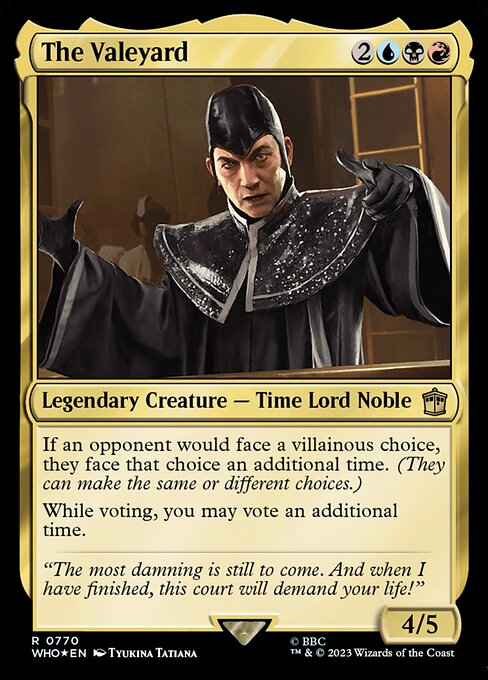 The Valeyard
2
Legendary Creature — Time Lord Noble
If an opponent would face a villainous choice,
they face that choice an additional time. (They
can make the same or different choices.)
While voting, you may vote an additional
time.
“The most damning is still to come. And when I
have finished, this court will demand your life!”
4/5
R 0770
WHO★EN Tyukina Tatiana
© BBC
™ & © 2023 Wizards of the Coast